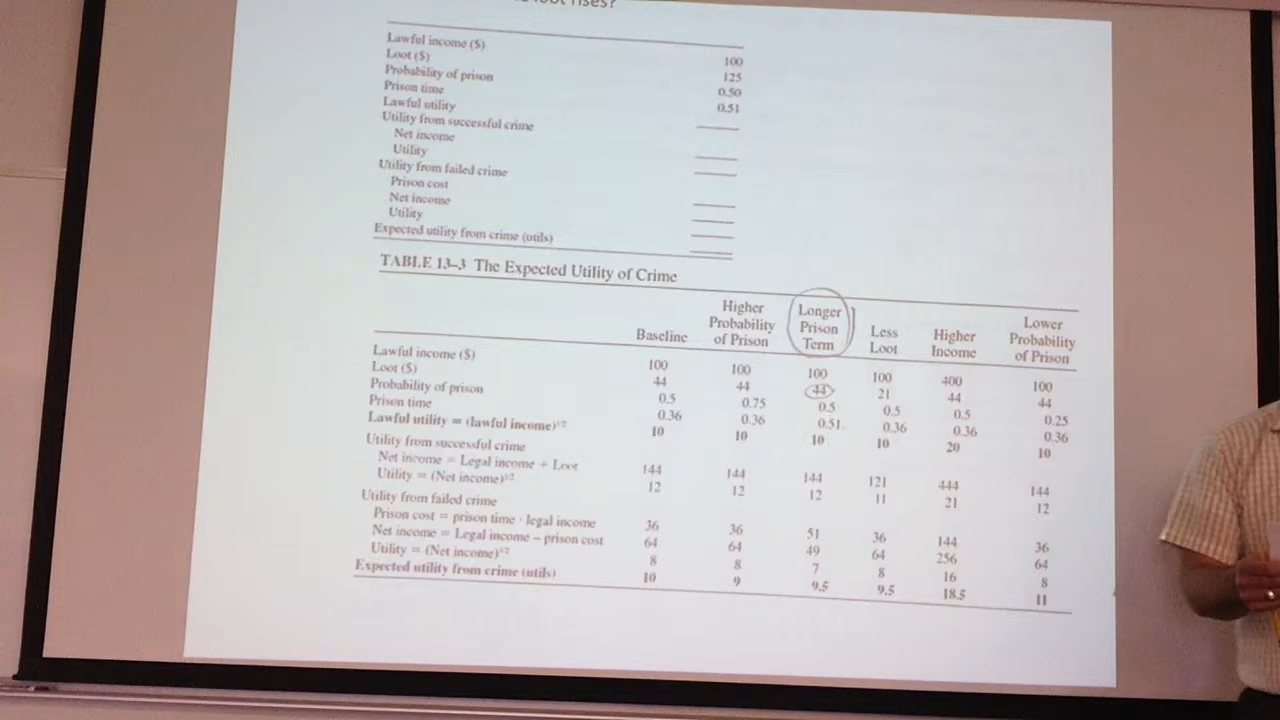 loot rises?
Lawful income ($) 100
Loot ($) 125
Probability of prison 0.50
Prison time 0.51
Lawful utility
Utility from successful crime
Net income
Utility
Utility from failed crime
Prison cost
Net income
Utility
Expected utility from crime (utils)
TABLE 13–3 The Expected Utility of Crime
Baseline Higher Probability of Prison Longer Prison Term Less Loot Higher Income Lower Probability of Prison
Lawful income ($) 100 100 100 100 400 100
Loot ($) 44 44 44 21 44 44
Probability of prison 0.5 0.75 0.5 0.5 0.5 0.25
Prison time 0.36 0.36 0.51 0.36 0.36 0.36
Lawful utility = (lawful income)^1/2 10 10 10 10 20 10
Utility from successful crime
Net income = Legal income + Loot 144 144 144 121 444 144
Utility = (Net income)^1/2 12 12 12 11 21 12
Utility from failed crime
Prison cost = prison time · legal income 36 36 51 36 144 36
Net income = Legal income – prison cost 64 64 49 64 256 64
Utility = (Net income)^1/2 8 8 7 8 16 8
Expected utility from crime (utils) 10 9 9.5 9.5 18.5 11